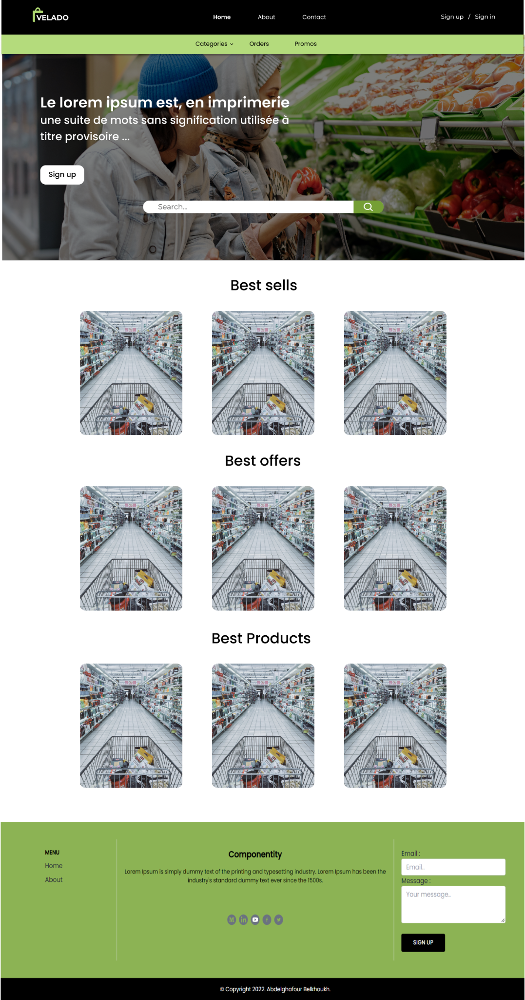 VELADO
Home
About
Contact
Sign up / Sign in
Categories
Orders
Promos
Le lorem ipsum est, en imprimerie
une suite de mots sans signification utilisée à
titre provisoire ...
Sign up
Search...
Best sells
Best offers
Best Products
MENU
Home
About
Componentity
Lorem Ipsum is simply dummy text of the printing and typesetting industry. Lorem Ipsum has been the
industry's standard dummy text ever since the 1500s.
Email :
Email..
Message :
Your message..
SIGN UP
© Copyright 2022. Abdelghafour Belkhoukh.